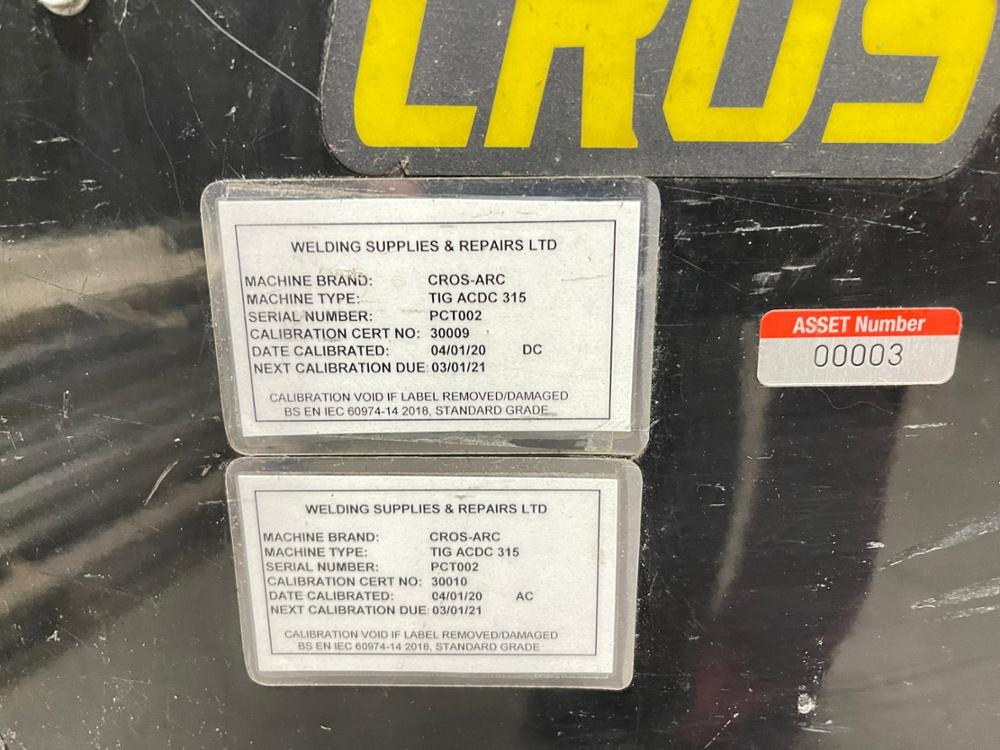 CROS
WELDING SUPPLIES & REPAIRS LTD
MACHINE BRAND: CROS-ARC
MACHINE TYPE: TIG ACDC 315
SERIAL NUMBER: PCT002
CALIBRATION CERT NO: 30009
DATE CALIBRATED: 04/01/20 DC
NEXT CALIBRATION DUE: 03/01/21
CALIBRATION VOID IF LABEL REMOVED/DAMAGED
BS EN IEC 60974-14 2018, STANDARD GRADE
ASSET Number
00003
WELDING SUPPLIES & REPAIRS LTD
MACHINE BRAND: CROS-ARC
MACHINE TYPE: TIG ACDC 315
SERIAL NUMBER: PCT002
CALIBRATION CERT NO: 30010
DATE CALIBRATED: 04/01/20 AC
NEXT CALIBRATION DUE: 03/01/21
CALIBRATION VOID IF LABEL REMOVED/DAMAGED
BS EN IEC 60974-14 2018, STANDARD GRADE